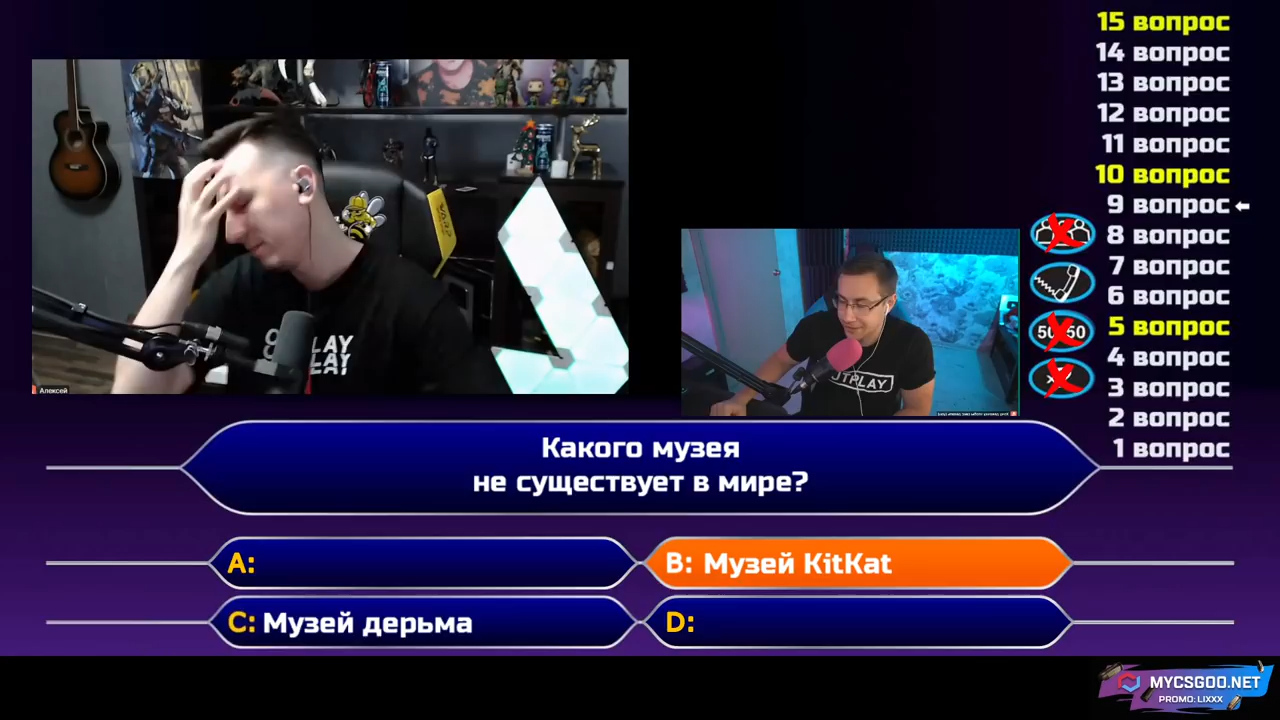 15 вопрос
14 вопрос
13 вопрос
12 вопрос
11 вопрос
10 вопрос
9 вопрос
8 вопрос
7 вопрос
6 вопрос
5 вопрос
4 вопрос
3 вопрос
2 вопрос
1 вопрос
Алексей
Какого музея
не существует в мире?
A:
B: Музей KitKat
C: Музей дерьма
D:
MYCSGOO.NET
PROMO: LIXXX